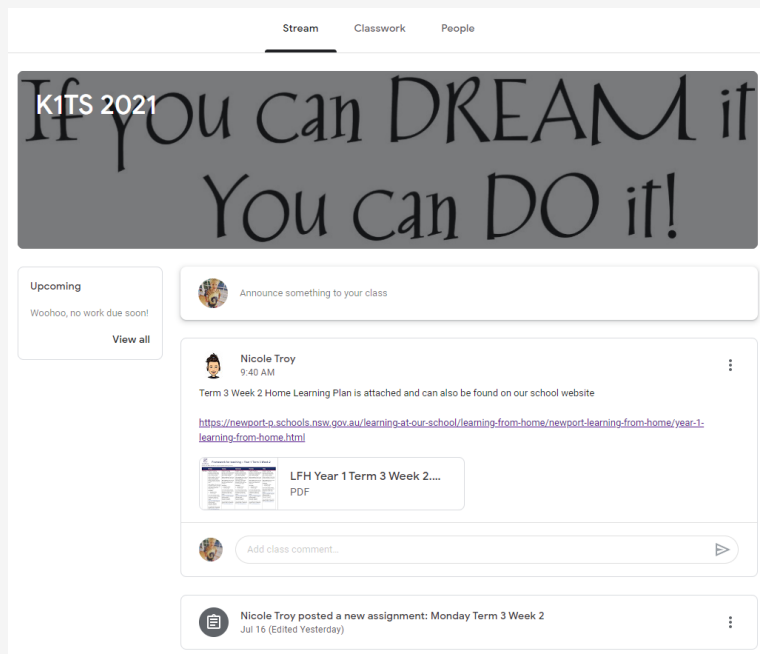 Stream Classwork People
K1TS 2021
If you can DREAM it
You can DO it!
Upcoming
Woohoo, no work due soon!
View all
Announce something to your class
Nicole Troy
9:40 AM
Term 3 Week 2 Home Learning Plan is attached and can also be found on our school website
https://newport-p.schools.nsw.gov.au/learning-at-our-school/learning-from-home/newport-learning-from-home/year-1-
learning-from-home.html
LFH Year 1 Term 3 Week 2....
PDF
Add class comment...
Nicole Troy posted a new assignment: Monday Term 3 Week 2
Jul 16 (Edited Yesterday)